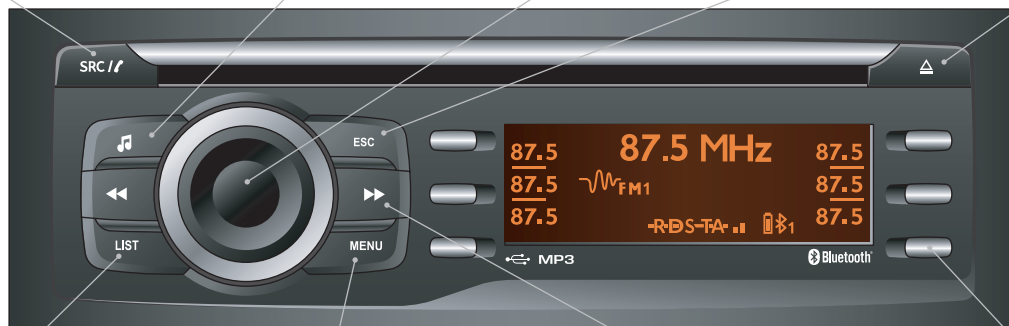 SRC /
ESC
LIST
MENU
87.5 MHz
87.5
87.5
87.5
FM1
87.5
87.5
87.5
RDS-TA
1
MP3
Bluetooth